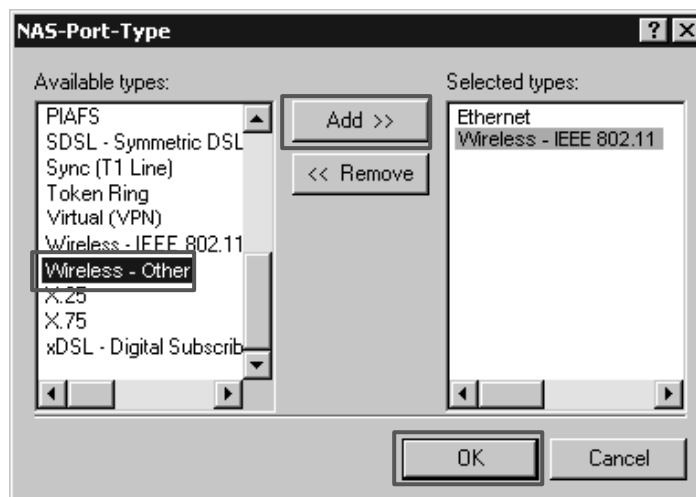 NAS-Port-Type
Available types:
Selected types:
PIAFS
SDSL - Symmetric DSL
Sync (T1 Line)
Token Ring
Virtual (VPN)
Wireless - IEEE 802.11
Wireless - Other
X.25
X.75
xDSL - Digital Subscrib
Add >>
<< Remove
Ethernet
Wireless - IEEE 802.11
OK
Cancel